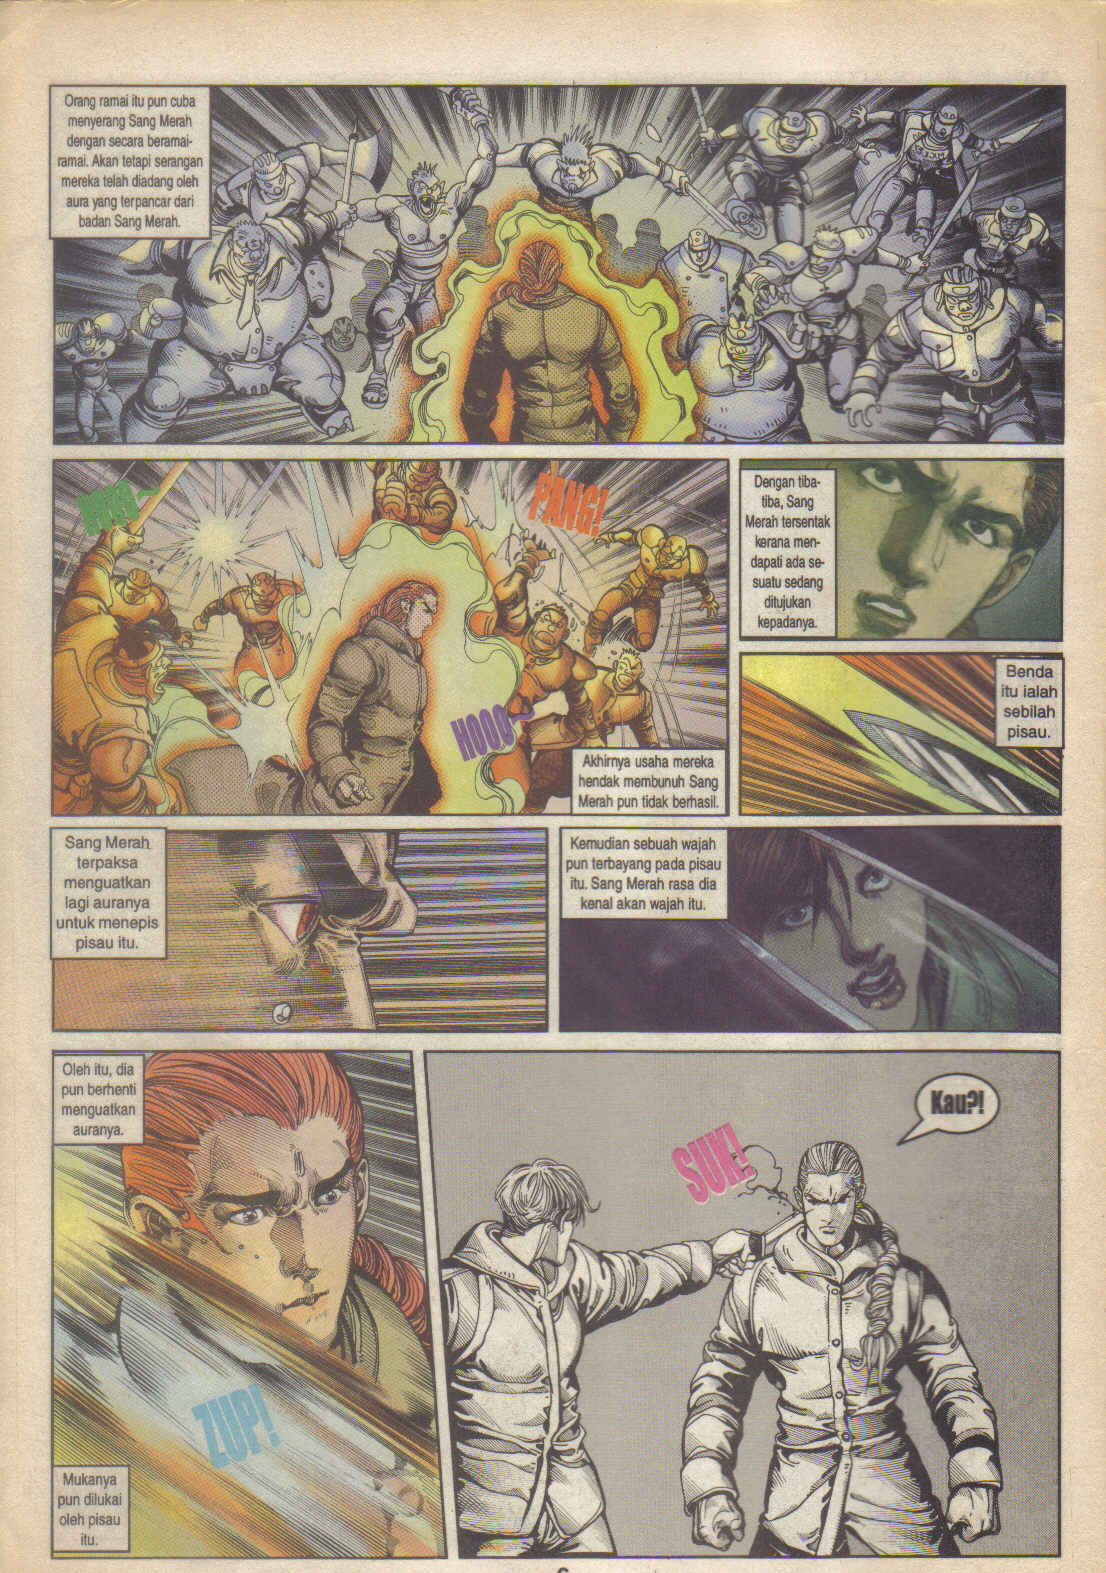 Orang ramai itu pun cuba
menyerang Sang Merah
dengan secara beramai-
ramai. Akan tetapi serangan
mereka telah diadang oleh
aura yang terpancar dari
badan Sang Merah.
HOOO~
PANG!
HOOO~
Akhirnya usaha mereka
hendak membunuh Sang
Merah pun tidak berhasil.
Dengan tiba-
tiba, Sang
Merah tersentak
kerana men-
dapati ada se-
suatu sedang
ditujukan
kepadanya.
Benda
itu ialah
sebilah
pisau.
Sang Merah
terpaksa
menguatkan
lagi auranya
untuk menepis
pisau itu.
Kemudian sebuah wajah
pun terbayang pada pisau
itu. Sang Merah rasa dia
kenal akan wajah itu.
Oleh itu, dia
pun berhenti
menguatkan
auranya.
ZUP!
Mukanya
pun dilukai
oleh pisau
itu.
SUK!
Kau?!